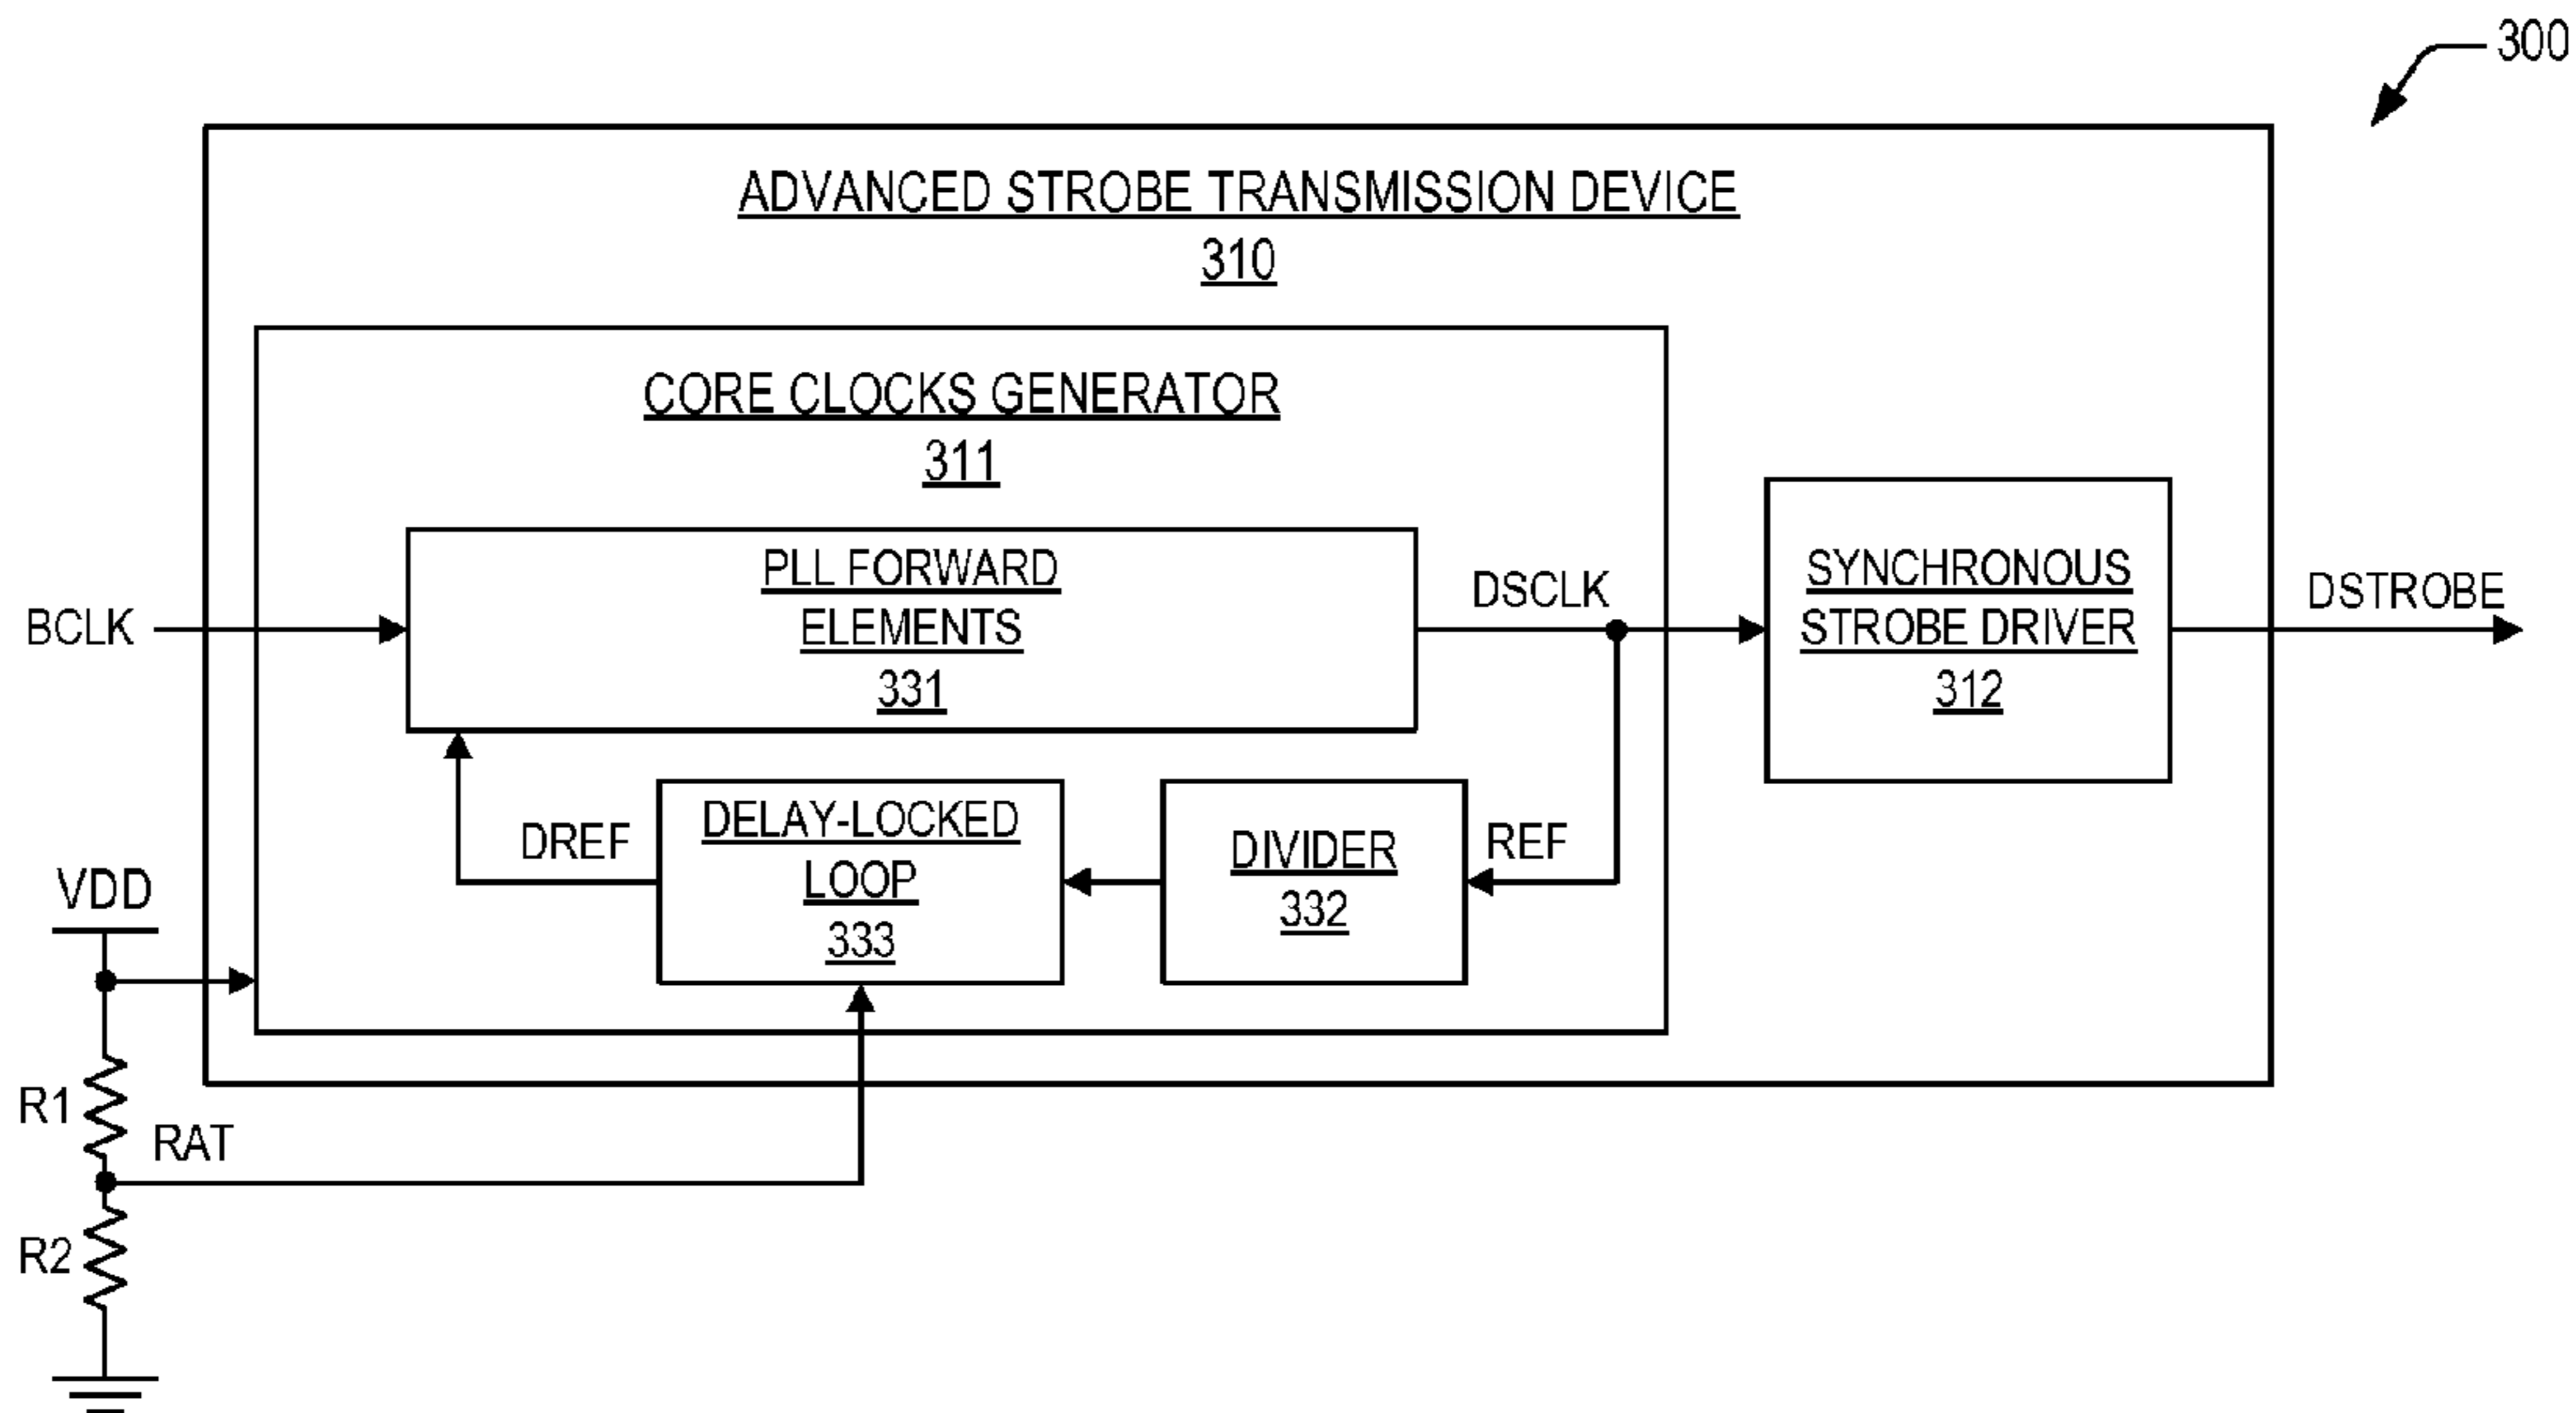 300
ADVANCED STROBE TRANSMISSION DEVICE
310
CORE CLOCKS GENERATOR
311
BCLK
PLL FORWARD
ELEMENTS
331
DSCLK
SYNCHRONOUS
STROBE DRIVER
312
DSTROBE
DREF
DELAY-LOCKED
LOOP
333
DIVIDER
332
REF
VDD
R1
RAT
R2